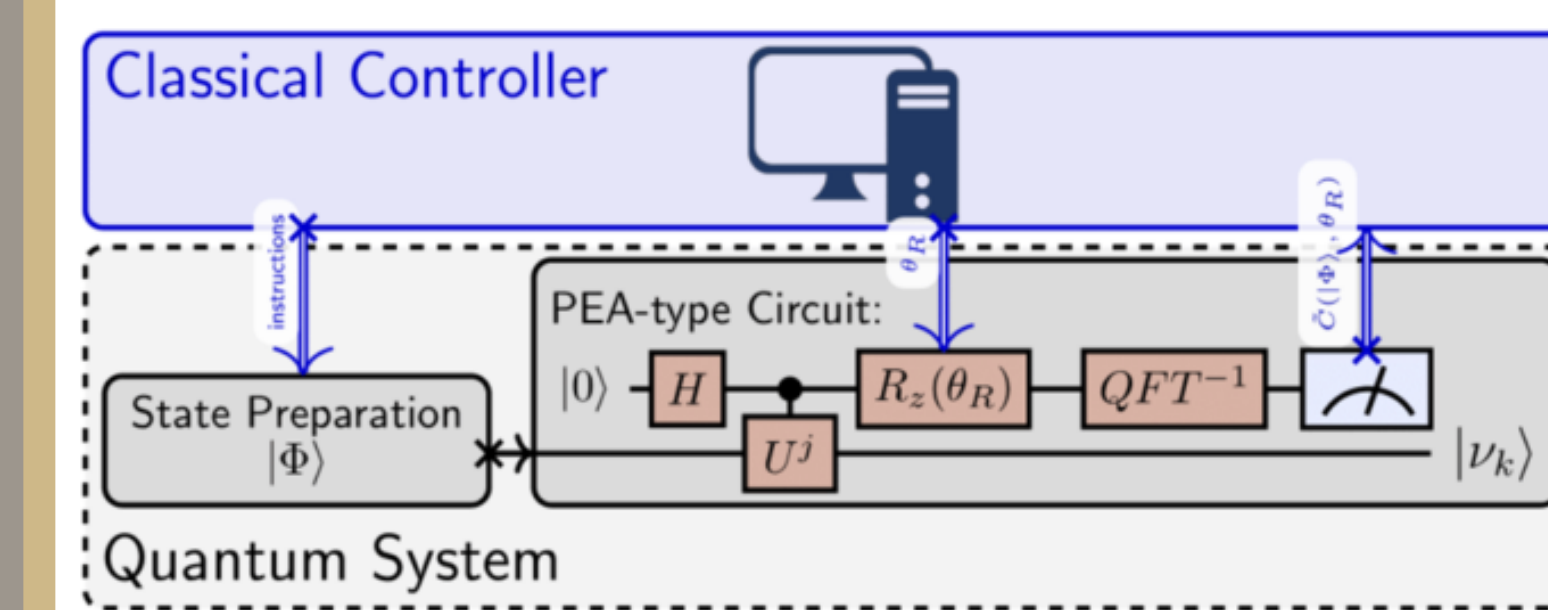 Classical Controller
instructions
θ_R
C̃(|Φ⟩, θ_R)
PEA-type Circuit:
|0⟩ H R_z(θ_R) QFT⁻¹
State Preparation
|Φ⟩
U^j
|ν_k⟩
Quantum System